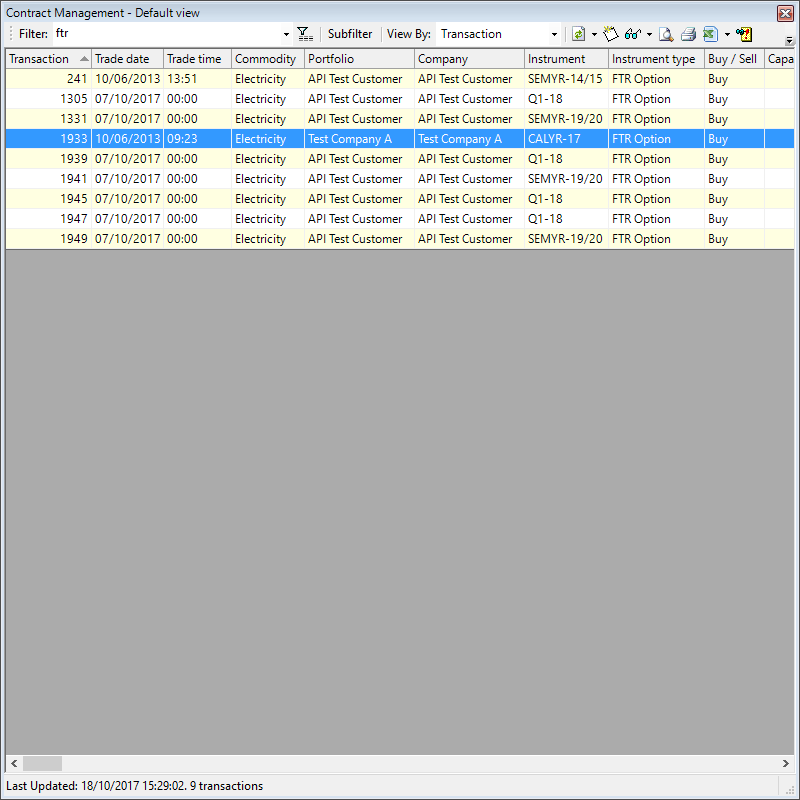 Contract Management - Default view
Filter: ftr Subfilter View By: Transaction
Transaction Trade date Trade time Commodity Portfolio Company Instrument Instrument type Buy / Sell Capa
241 10/06/2013 13:51 Electricity API Test Customer API Test Customer SEMYR-14/15 FTR Option Buy
1305 07/10/2017 00:00 Electricity API Test Customer API Test Customer Q1-18 FTR Option Buy
1331 07/10/2017 00:00 Electricity API Test Customer API Test Customer SEMYR-19/20 FTR Option Buy
1933 10/06/2013 09:23 Electricity Test Company A Test Company A CALYR-17 FTR Option Buy
1939 07/10/2017 00:00 Electricity API Test Customer API Test Customer Q1-18 FTR Option Buy
1941 07/10/2017 00:00 Electricity API Test Customer API Test Customer SEMYR-19/20 FTR Option Buy
1945 07/10/2017 00:00 Electricity API Test Customer API Test Customer Q1-18 FTR Option Buy
1947 07/10/2017 00:00 Electricity API Test Customer API Test Customer Q1-18 FTR Option Buy
1949 07/10/2017 00:00 Electricity API Test Customer API Test Customer SEMYR-19/20 FTR Option Buy
Last Updated: 18/10/2017 15:29:02. 9 transactions